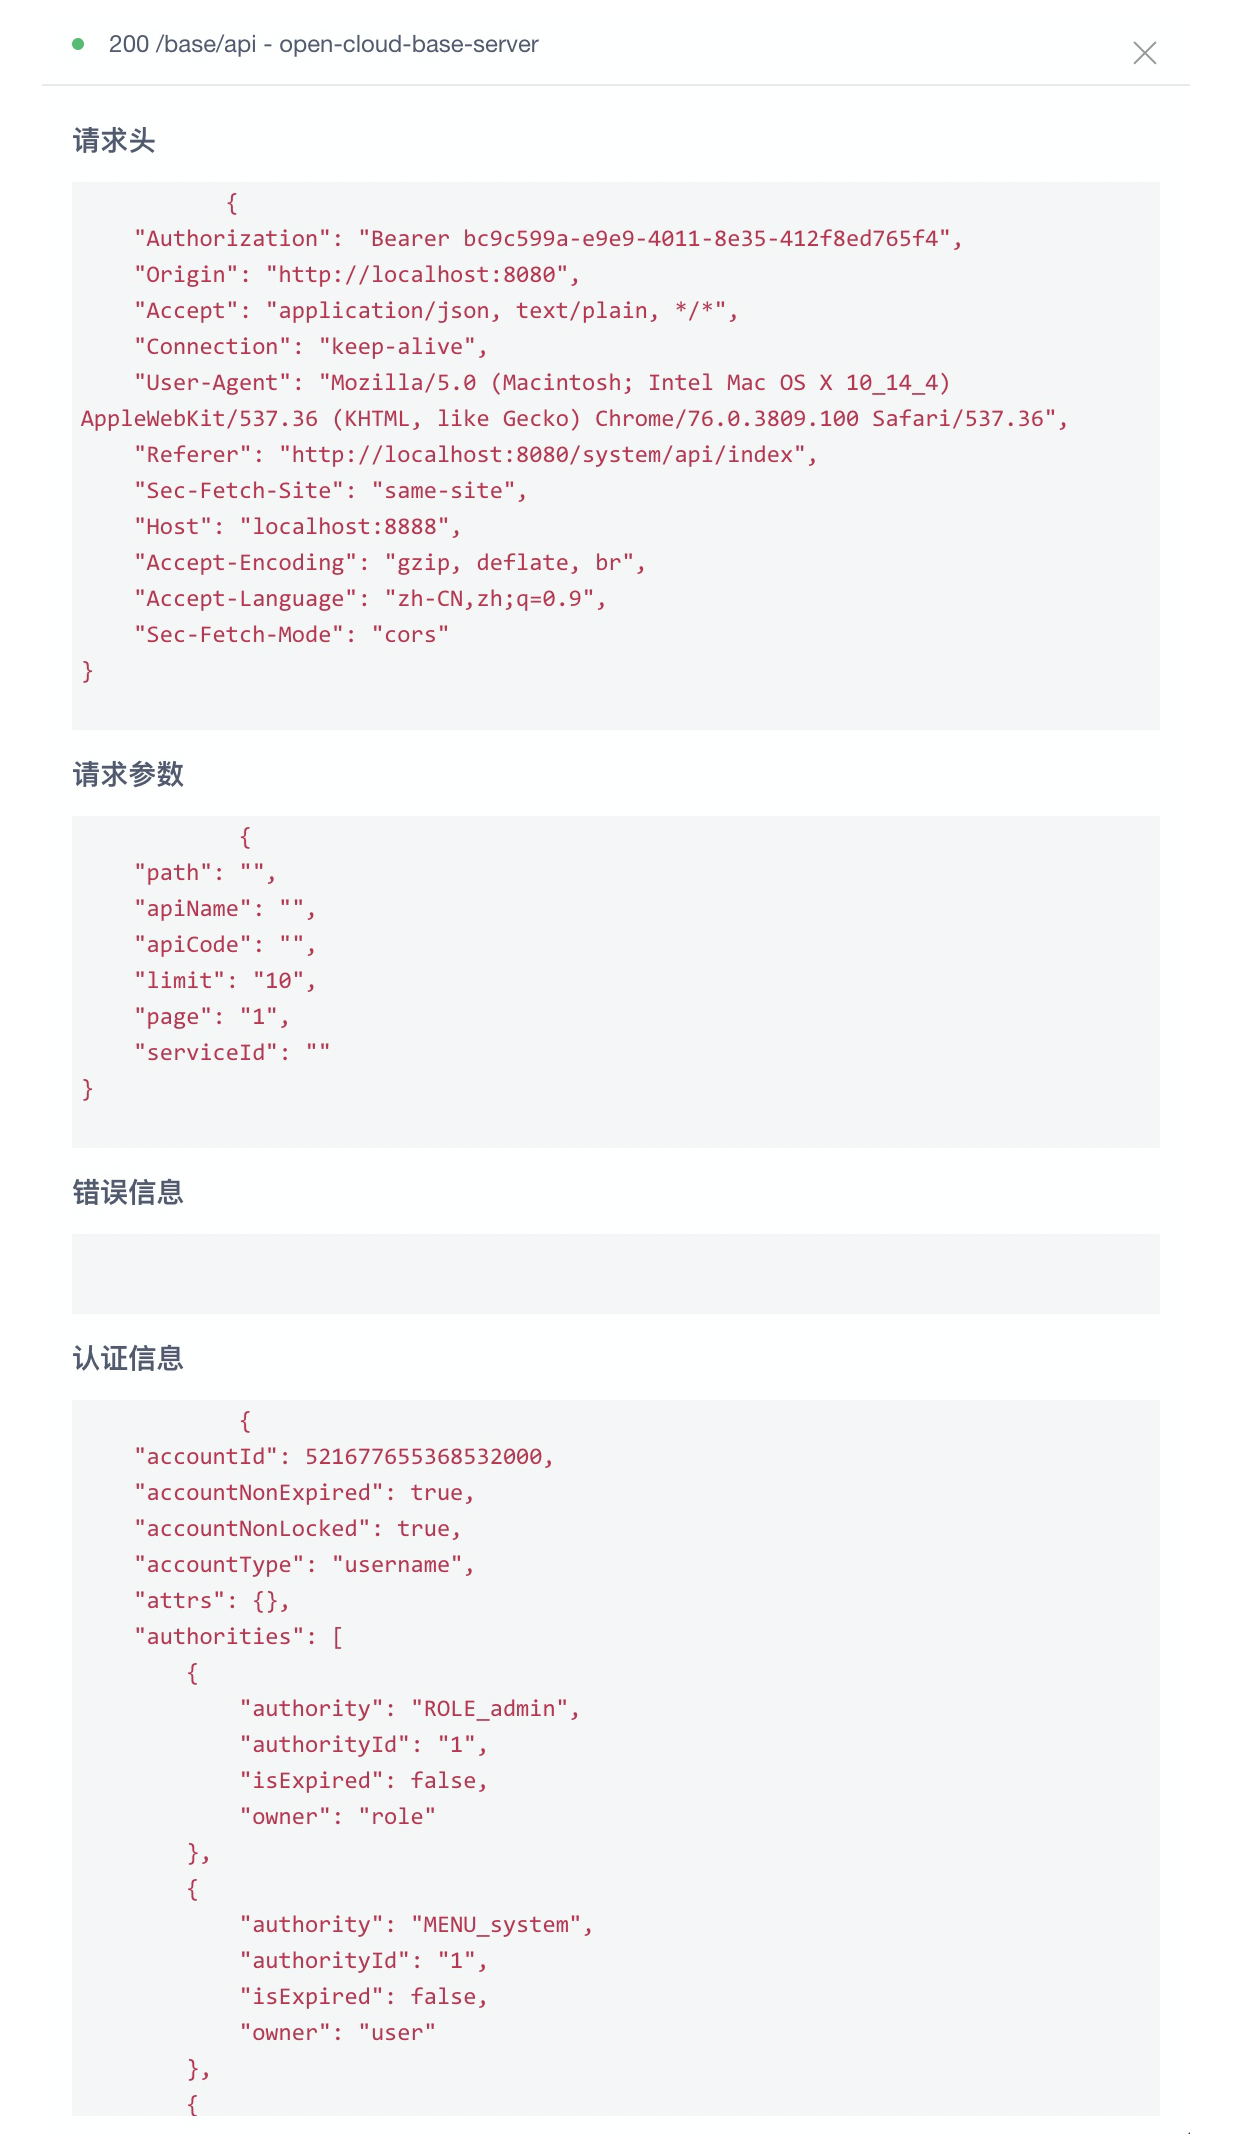 200 /base/api - open-cloud-base-server
请求头
{
"Authorization": "Bearer bc9c599a-e9e9-4011-8e35-412f8ed765f4",
"Origin": "http://localhost:8080",
"Accept": "application/json, text/plain, */*",
"Connection": "keep-alive",
"User-Agent": "Mozilla/5.0 (Macintosh; Intel Mac OS X 10_14_4)
AppleWebKit/537.36 (KHTML, like Gecko) Chrome/76.0.3809.100 Safari/537.36",
"Referer": "http://localhost:8080/system/api/index",
"Sec-Fetch-Site": "same-site",
"Host": "localhost:8888",
"Accept-Encoding": "gzip, deflate, br",
"Accept-Language": "zh-CN,zh;q=0.9",
"Sec-Fetch-Mode": "cors"
}
请求参数
{
"path": "",
"apiName": "",
"apiCode": "",
"limit": "10",
"page": "1",
"serviceId": ""
}
错误信息
认证信息
{
"accountId": 521677655368532000,
"accountNonExpired": true,
"accountNonLocked": true,
"accountType": "username",
"attrs": {},
"authorities": [
{
"authority": "ROLE_admin",
"authorityId": "1",
"isExpired": false,
"owner": "role"
},
{
"authority": "MENU_system",
"authorityId": "1",
"isExpired": false,
"owner": "user"
},
{